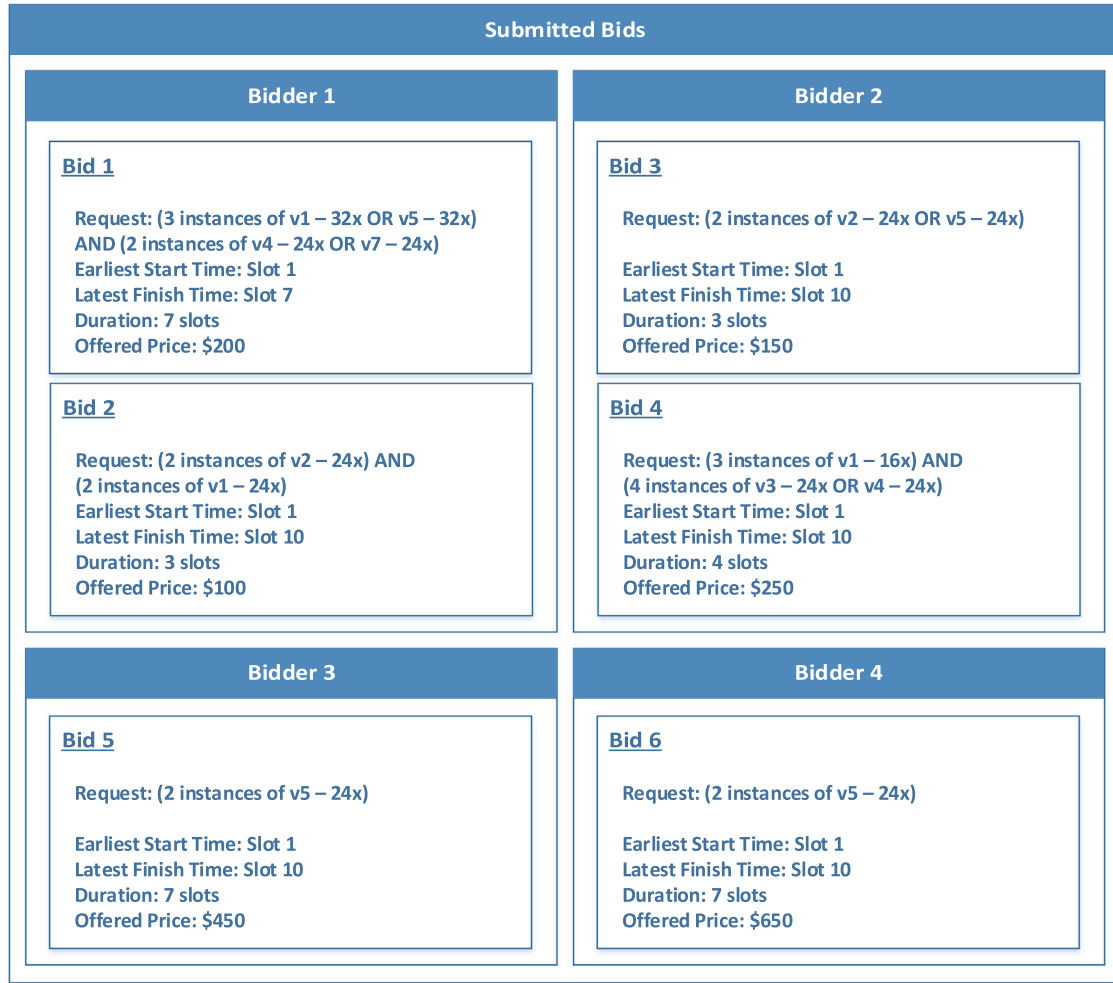 Submitted Bids
Bidder 1
Bid 1
Request: (3 instances of v1 – 32x OR v5 – 32x)
AND (2 instances of v4 – 24x OR v7 – 24x)
Earliest Start Time: Slot 1
Latest Finish Time: Slot 7
Duration: 7 slots
Offered Price: $200
Bid 2
Request: (2 instances of v2 – 24x) AND
(2 instances of v1 – 24x)
Earliest Start Time: Slot 1
Latest Finish Time: Slot 10
Duration: 3 slots
Offered Price: $100
Bidder 2
Bid 3
Request: (2 instances of v2 – 24x OR v5 – 24x)
Earliest Start Time: Slot 1
Latest Finish Time: Slot 10
Duration: 3 slots
Offered Price: $150
Bid 4
Request: (3 instances of v1 – 16x) AND
(4 instances of v3 – 24x OR v4 – 24x)
Earliest Start Time: Slot 1
Latest Finish Time: Slot 10
Duration: 4 slots
Offered Price: $250
Bidder 3
Bid 5
Request: (2 instances of v5 – 24x)
Earliest Start Time: Slot 1
Latest Finish Time: Slot 10
Duration: 7 slots
Offered Price: $450
Bidder 4
Bid 6
Request: (2 instances of v5 – 24x)
Earliest Start Time: Slot 1
Latest Finish Time: Slot 10
Duration: 7 slots
Offered Price: $650